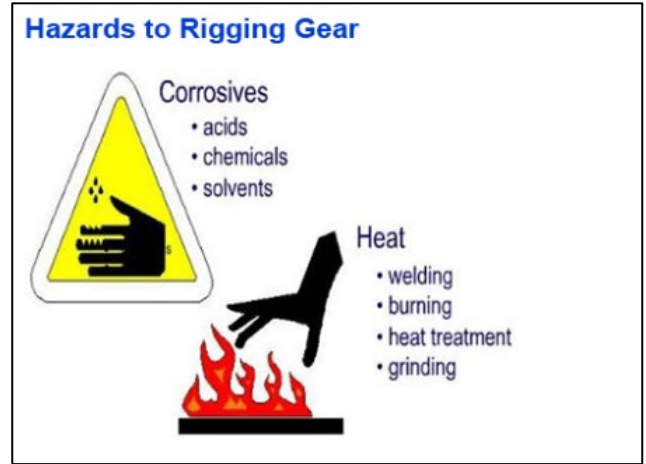 Hazards to Rigging Gear
Corrosives
• acids
• chemicals
• solvents
s
Heat
• welding
• burning
• heat treatment
• grinding